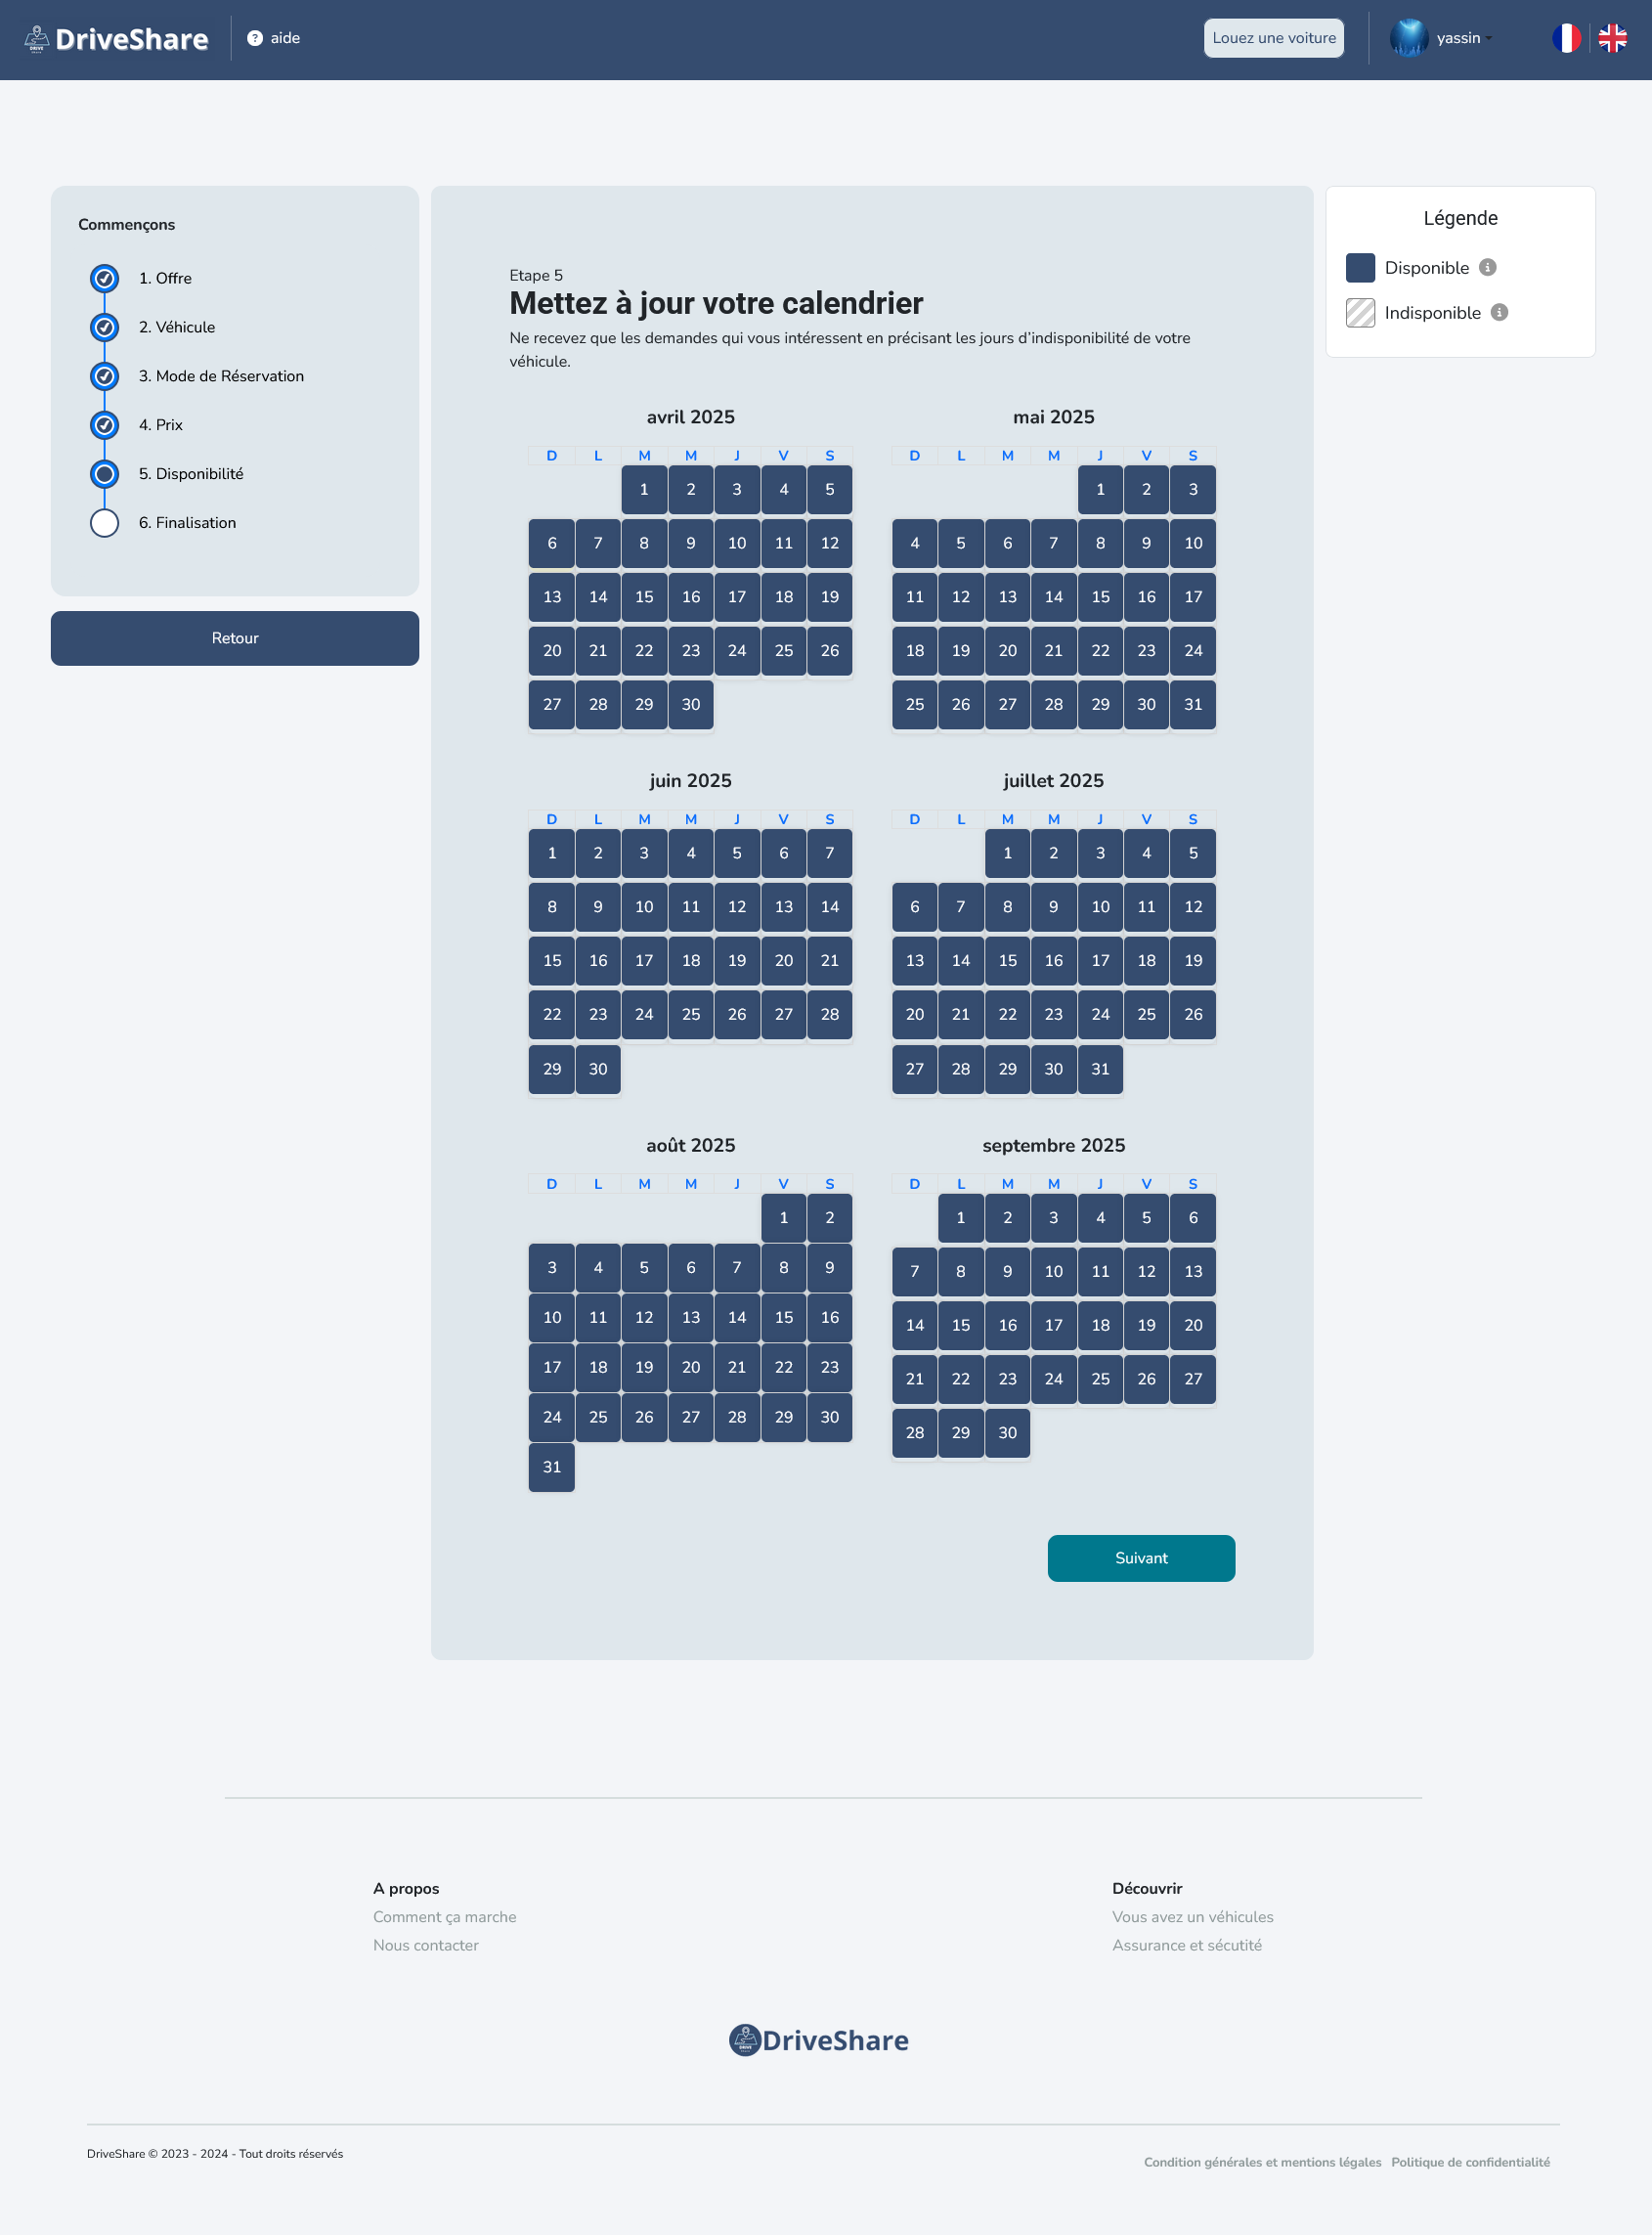 DriveShare
aide
Louez une voiture
yassin
Commençons
1. Offre
2. Véhicule
3. Mode de Réservation
4. Prix
5. Disponibilité
6. Finalisation
Retour
Etape 5
Mettez à jour votre calendrier
Ne recevez que les demandes qui vous intéressent en précisant les jours d’indisponibilité de votre
véhicule.
avril 2025
D L M M J V S
1 2 3 4 5
6 7 8 9 10 11 12
13 14 15 16 17 18 19
20 21 22 23 24 25 26
27 28 29 30
mai 2025
D L M M J V S
1 2 3
4 5 6 7 8 9 10
11 12 13 14 15 16 17
18 19 20 21 22 23 24
25 26 27 28 29 30 31
juin 2025
D L M M J V S
1 2 3 4 5 6 7
8 9 10 11 12 13 14
15 16 17 18 19 20 21
22 23 24 25 26 27 28
29 30
juillet 2025
D L M M J V S
1 2 3 4 5
6 7 8 9 10 11 12
13 14 15 16 17 18 19
20 21 22 23 24 25 26
27 28 29 30 31
août 2025
D L M M J V S
1 2
3 4 5 6 7 8 9
10 11 12 13 14 15 16
17 18 19 20 21 22 23
24 25 26 27 28 29 30
31
septembre 2025
D L M M J V S
1 2 3 4 5 6
7 8 9 10 11 12 13
14 15 16 17 18 19 20
21 22 23 24 25 26 27
28 29 30
Suivant
Légende
Disponible
Indisponible
A propos
Comment ça marche
Nous contacter
Découvrir
Vous avez un véhicules
Assurance et sécutité
DriveShare
DriveShare © 2023 - 2024 - Tout droits réservés
Condition générales et mentions légales Politique de confidentialité